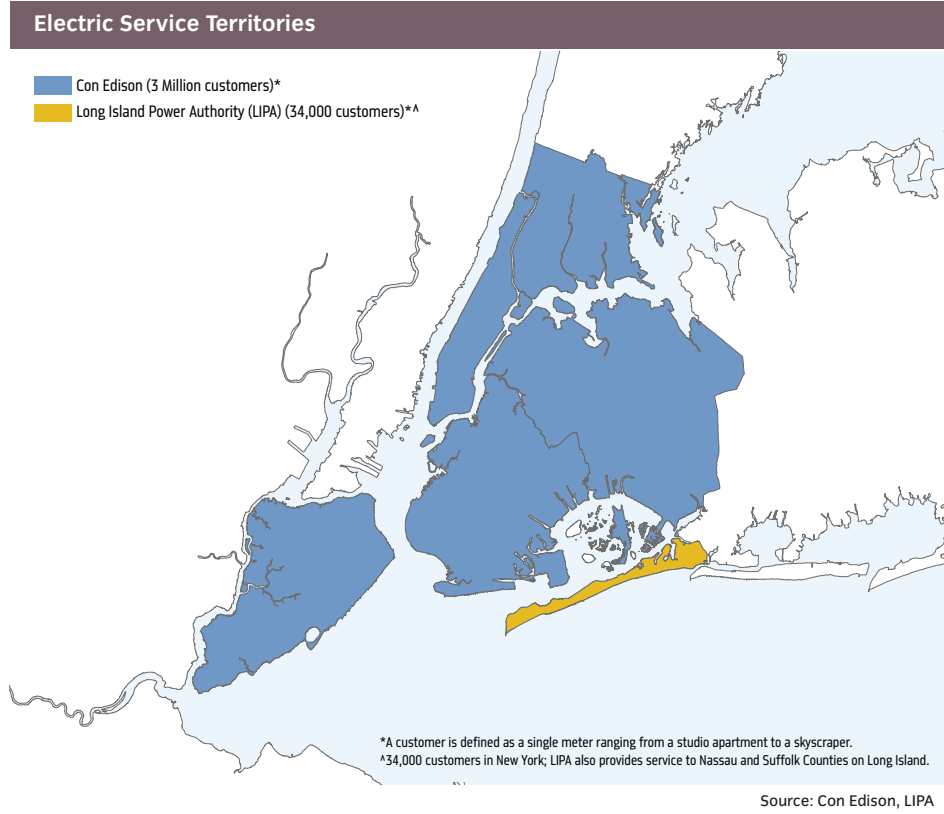 Electric Service Territories
Con Edison (3 Million customers)*
Long Island Power Authority (LIPA) (34,000 customers)*^
*A customer is defined as a single meter ranging from a studio apartment to a skyscraper.
^34,000 customers in New York; LIPA also provides service to Nassau and Suffolk Counties on Long Island.
Source: Con Edison, LIPA